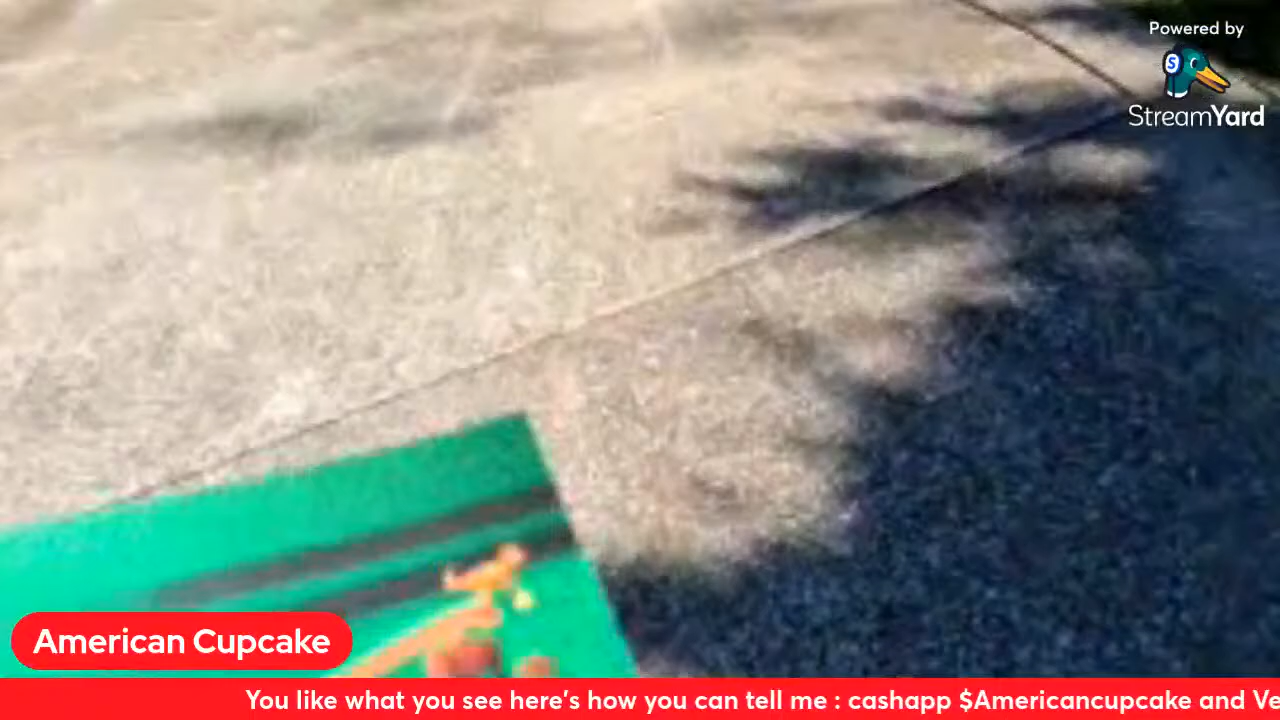 Powered by
S
StreamYard
American Cupcake
You like what you see here's how you can tell me : cashapp $Americancupcake and Ve